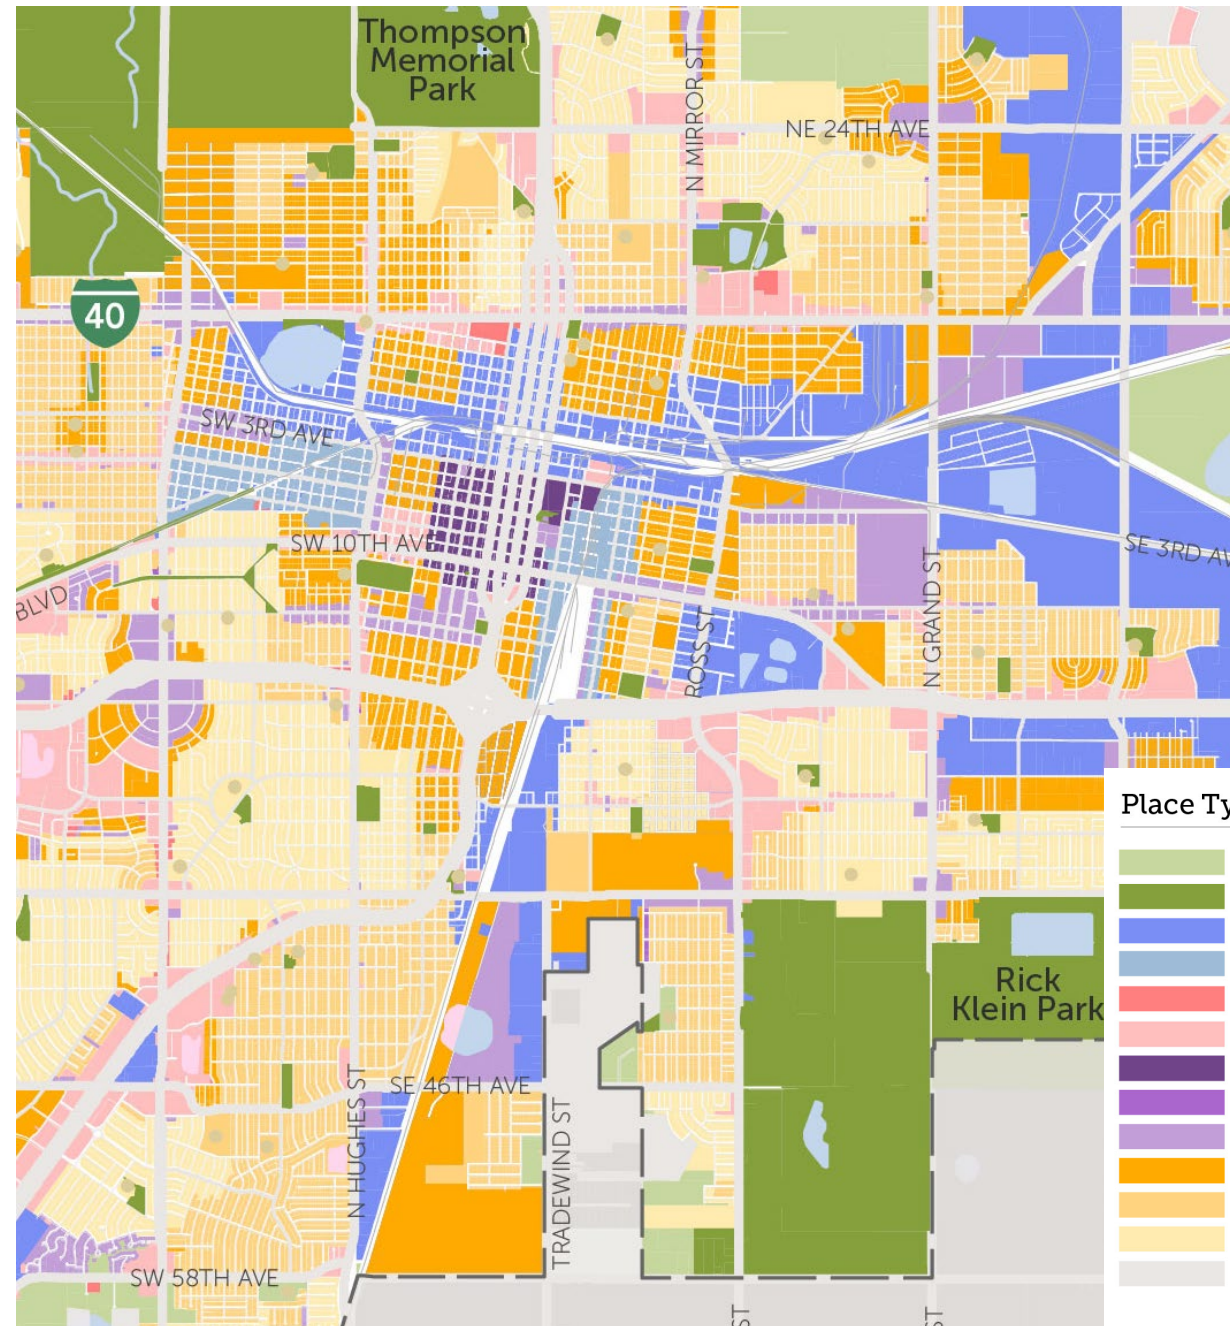 Thompson
Memorial
Park
N MIRROR ST
NE 24TH AVE
40
SW 3RD AVE
SW 10TH AVE
SE 3RD AV
BLVD
N GRAND ST
ROSS ST
Place Ty
Rick
Klein Park
SE 46TH AVE
N HUGHES ST
TRADEWIND ST
SW 58TH AVE
ST
ST